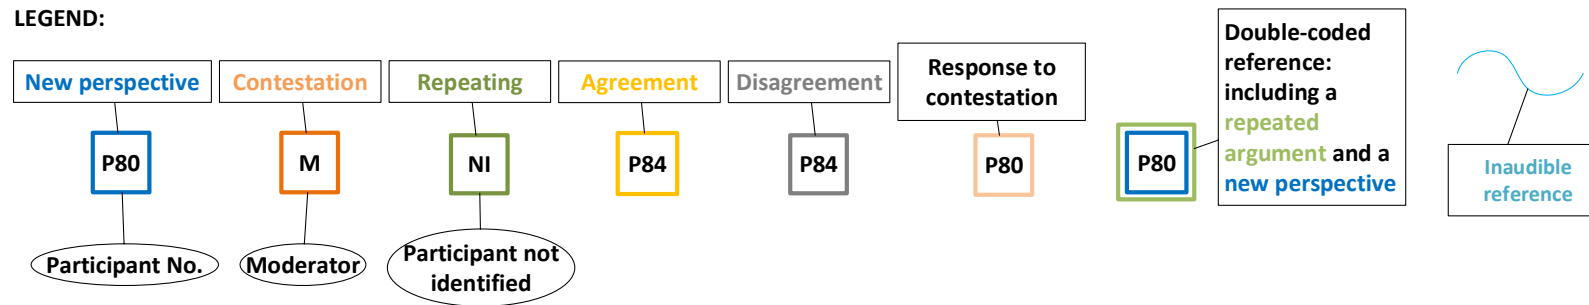 LEGEND:
New perspective
Contestation
Repeating
Agreement
Disagreement
Response to
contestation
Double-coded
reference:
including a
repeated
argument and a
new perspective
P80
M
NI
P84
P84
P80
P80
Inaudible
reference
Participant No.
Moderator
Participant not
identified